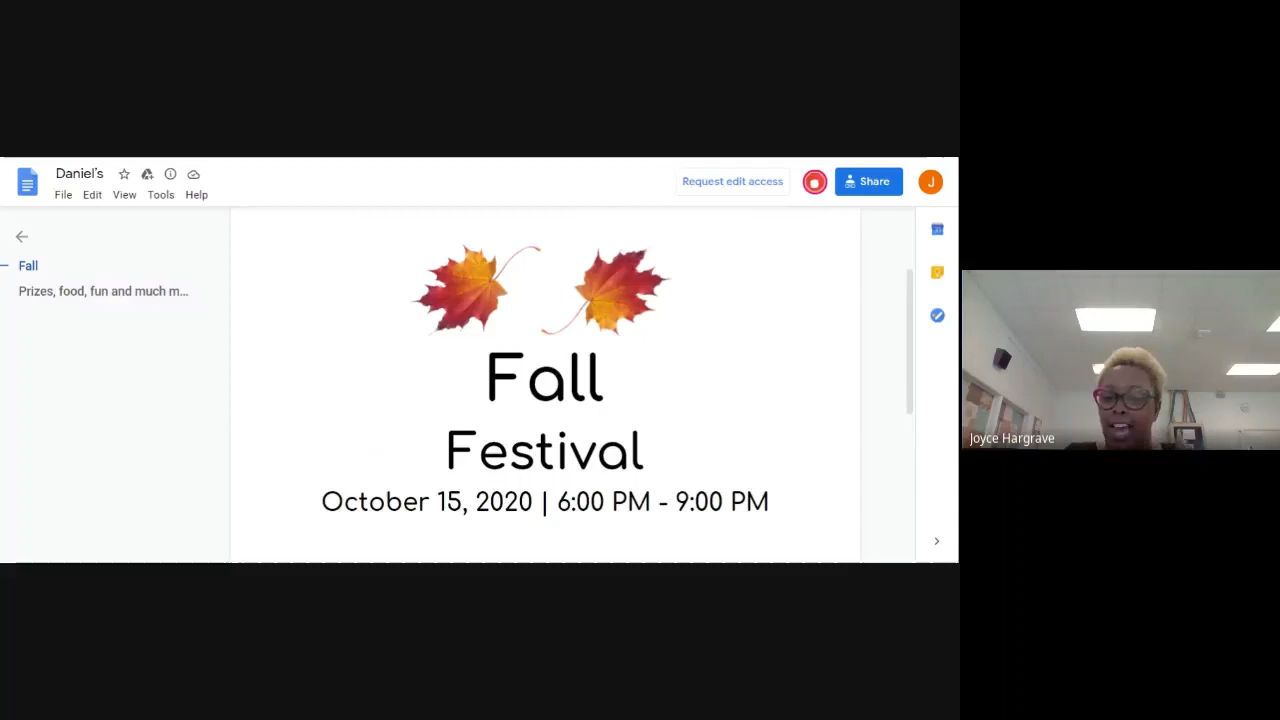 Daniel's
File Edit View Tools Help
Request edit access
Share
J
Fall
Prizes, food, fun and much m...
Fall
Festival
October 15, 2020 | 6:00 PM - 9:00 PM
Joyce Hargrave